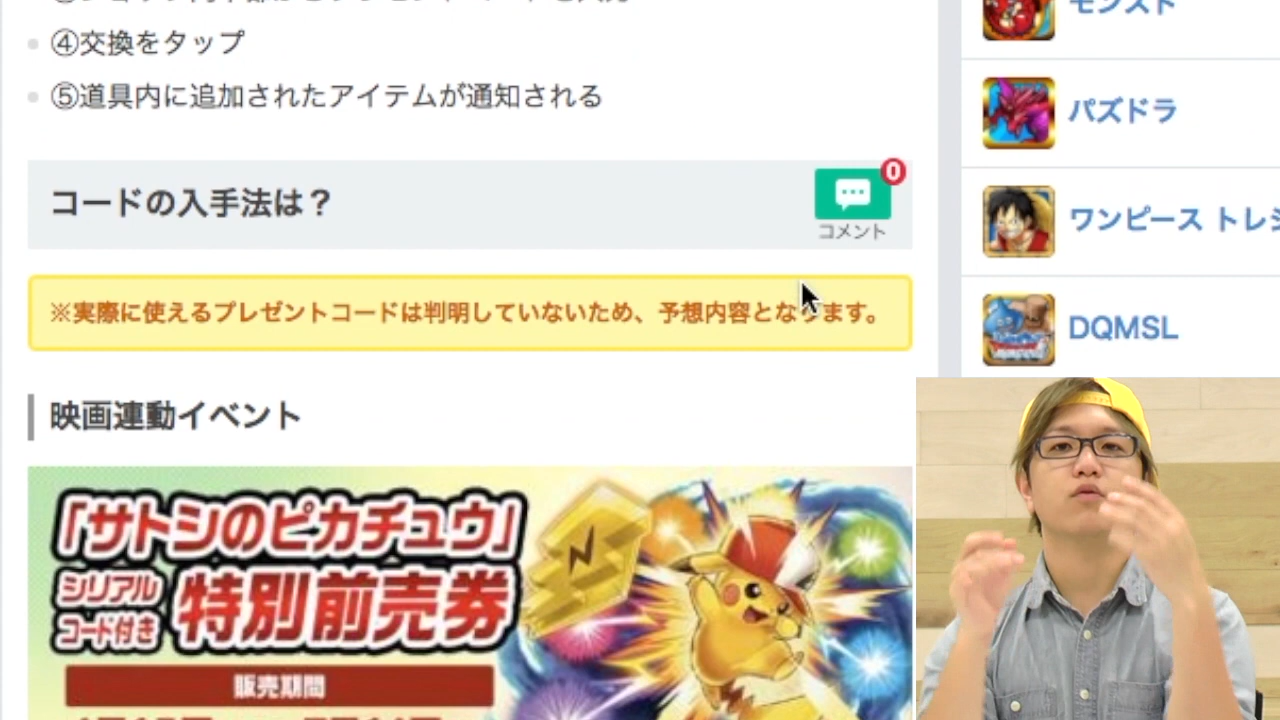 ④交換をタップ
⑤道具内に追加されたアイテムが通知される
コードの入手法は？
0
コメント
※実際に使えるプレゼントコードは判明していないため、予想内容となります。
映画連動イベント
「サトシのピカチュウ」
シリアル
コード付き
特別前売券
販売期間
モンスト
パズドラ
ワンピース トレジ
DQMSL